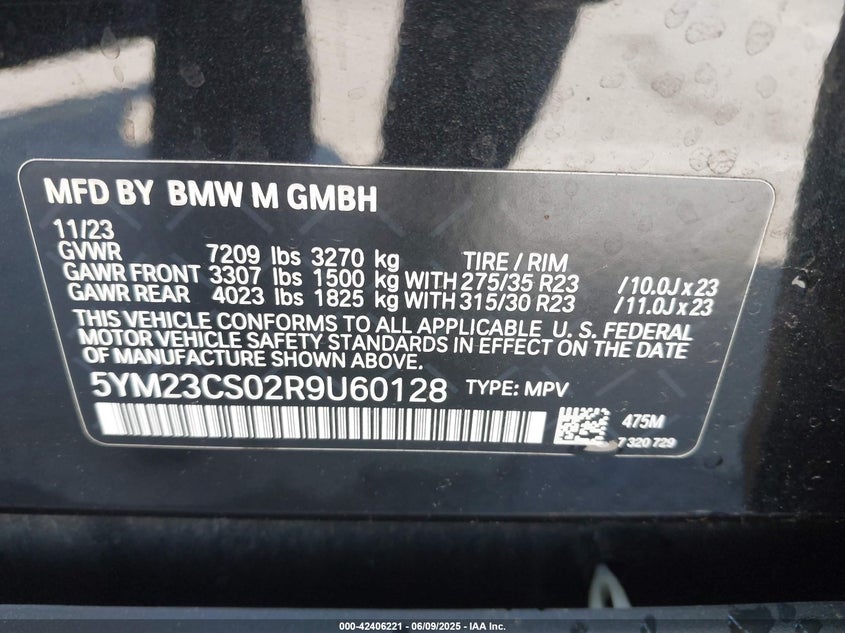 MFD BY BMW M GMBH
11/23
GVWR 7209 lbs 3270 kg TIRE / RIM
GAWR FRONT 3307 lbs 1500 kg WITH 275/35 R23 /10.0J x 23
GAWR REAR 4023 lbs 1825 kg WITH 315/30 R23 /11.0J x 23
THIS VEHICLE CONFORMS TO ALL APPLICABLE U. S. FEDERAL
MOTOR VEHICLE SAFETY STANDARDS IN EFFECT ON THE DATE
OF MANUFACTURE SHOWN ABOVE.
5YM23CS02R9U60128 TYPE: MPV
475M
7 320 729
000-42406221 - 06/09/2025 - IAA Inc.